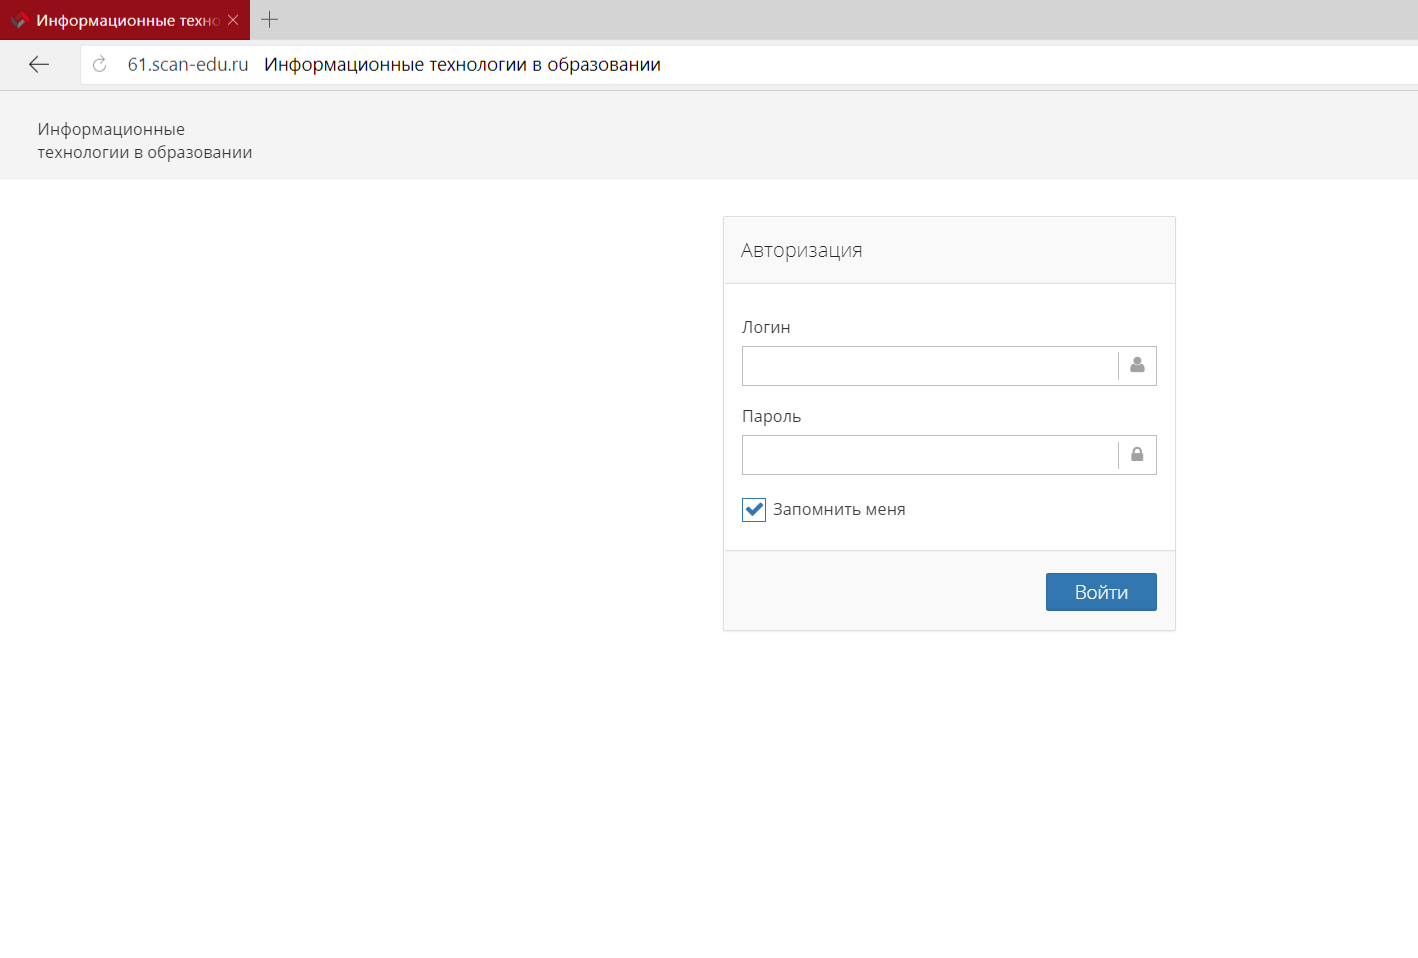 Информационные техно
61.scan-edu.ru Информационные технологии в образовании
Информационные
технологии в образовании
Авторизация
Логин
Пароль
Запомнить меня
Войти